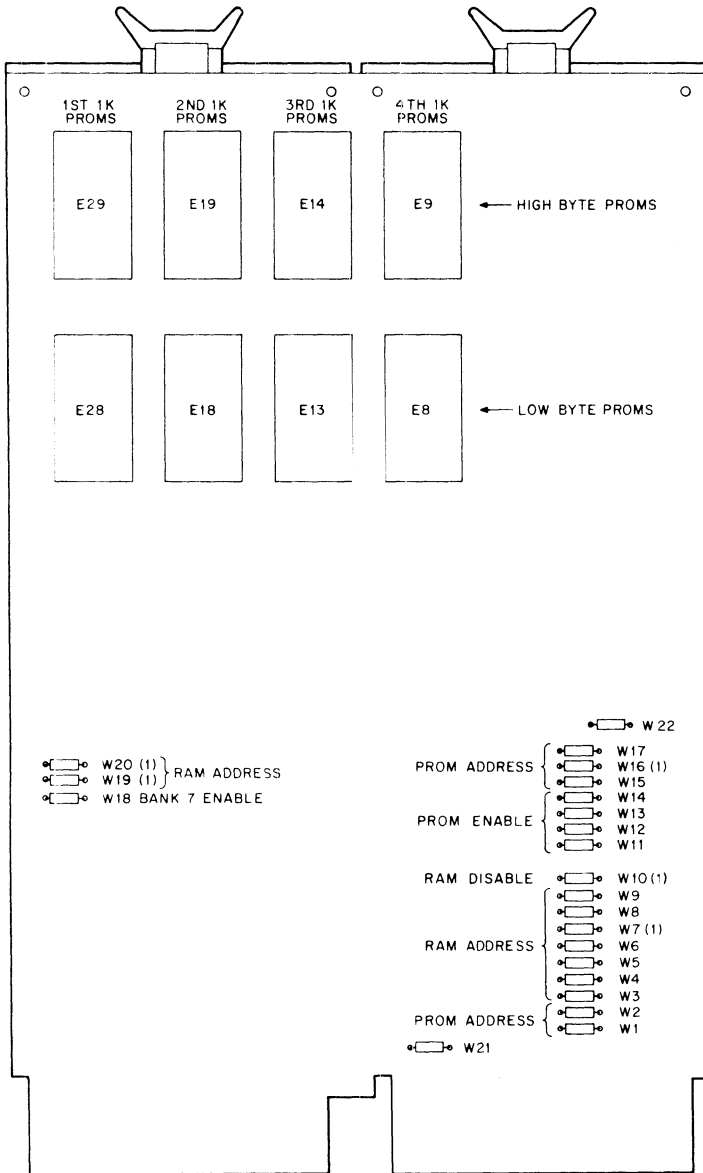 1ST 1K PROMS
2ND 1K PROMS
3RD 1K PROMS
4TH 1K PROMS
E29
E19
E14
E9
HIGH BYTE PROMS
E28
E18
E13
E8
LOW BYTE PROMS
W22
W20 (1)
W19 (1)
RAM ADDRESS
W18 BANK 7 ENABLE
PROM ADDRESS
W17
W16 (1)
W15
PROM ENABLE
W14
W13
W12
W11
RAM DISABLE
W10 (1)
RAM ADDRESS
W9
W8
W7 (1)
W6
W5
W4
W3
PROM ADDRESS
W2
W1
W21